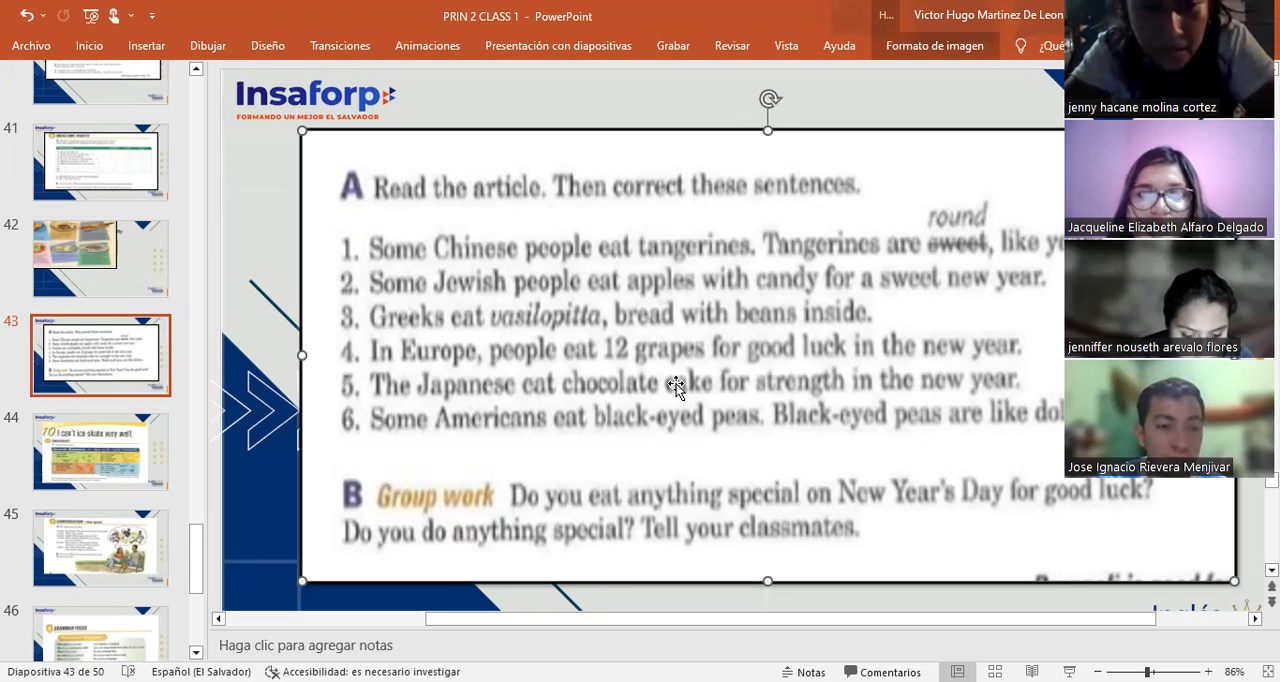 PRIN 2 CLASS 1 - PowerPoint
H...
Victor Hugo Martinez De Leon
Archivo Inicio Insertar Dibujar Diseño Transiciones Animaciones Presentación con diapositivas Grabar Revisar Vista Ayuda Formato de imagen ¿Qué
41
42
43
44
45
46
Insaforp
FORMANDO UN MEJOR EL SALVADOR
A Read the article. Then correct these sentences.
round
1. Some Chinese people eat tangerines. Tangerines are sweet, like
2. Some Jewish people eat apples with candy for a sweet new year.
3. Greeks eat vasilopitta, bread with beans inside.
4. In Europe, people eat 12 grapes for good luck in the new year.
5. The Japanese eat chocolate cake for strength in the new year.
6. Some Americans eat black-eyed peas. Black-eyed peas are like
B Group work Do you eat anything special on New Year's Day for good luck?
Do you do anything special? Tell your classmates.
jenny hacane molina cortez
Jacqueline Elizabeth Alfaro Delgado
jenniffer nouseth arevalo flores
Jose Ignacio Rievera Menjivar
Haga clic para agregar notas
Diapositiva 43 de 50 Español (El Salvador) Accesibilidad: es necesario investigar Notas Comentarios 86%